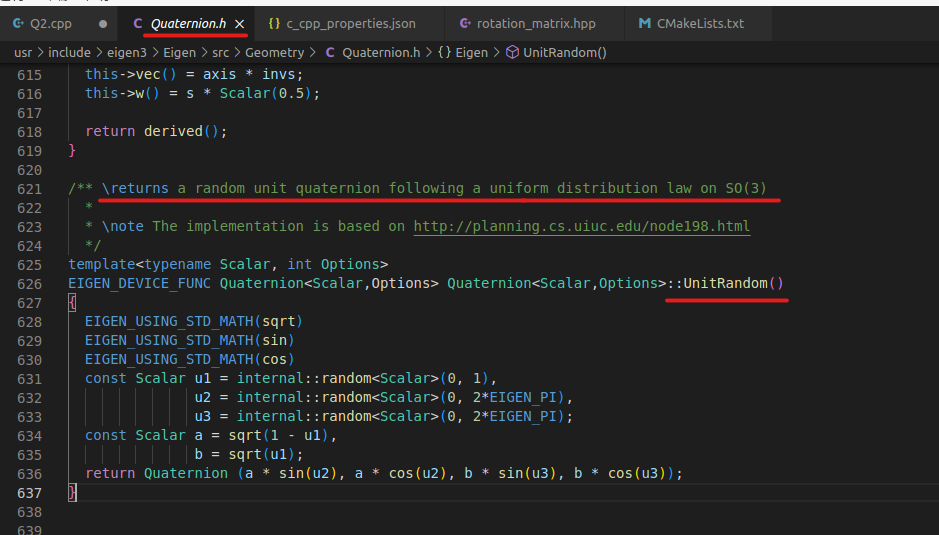 Q2.cpp
Quaternion.h
c_cpp_properties.json
rotation_matrix.hpp
CMakeLists.txt
usr > include > eigen3 > Eigen > src > Geometry > C Quaternion.h > {} Eigen > UnitRandom()
615 this->vec() = axis * invs;
616 this->w() = s * Scalar(0.5);
617
618 return derived();
619 }
620
621 /** \returns a random unit quaternion following a uniform distribution law on SO(3)
622 *
623 * \note The implementation is based on http://planning.cs.uiuc.edu/node198.html
624 */
625 template<typename Scalar, int Options>
626 EIGEN_DEVICE_FUNC Quaternion<Scalar,Options> Quaternion<Scalar,Options>::UnitRandom()
627 {
628 EIGEN_USING_STD_MATH(sqrt)
629 EIGEN_USING_STD_MATH(sin)
630 EIGEN_USING_STD_MATH(cos)
631 const Scalar u1 = internal::random<Scalar>(0, 1),
632 u2 = internal::random<Scalar>(0, 2*EIGEN_PI),
633 u3 = internal::random<Scalar>(0, 2*EIGEN_PI);
634 const Scalar a = sqrt(1 - u1),
635 b = sqrt(u1);
636 return Quaternion (a * sin(u2), a * cos(u2), b * sin(u3), b * cos(u3));
637 }
638
639